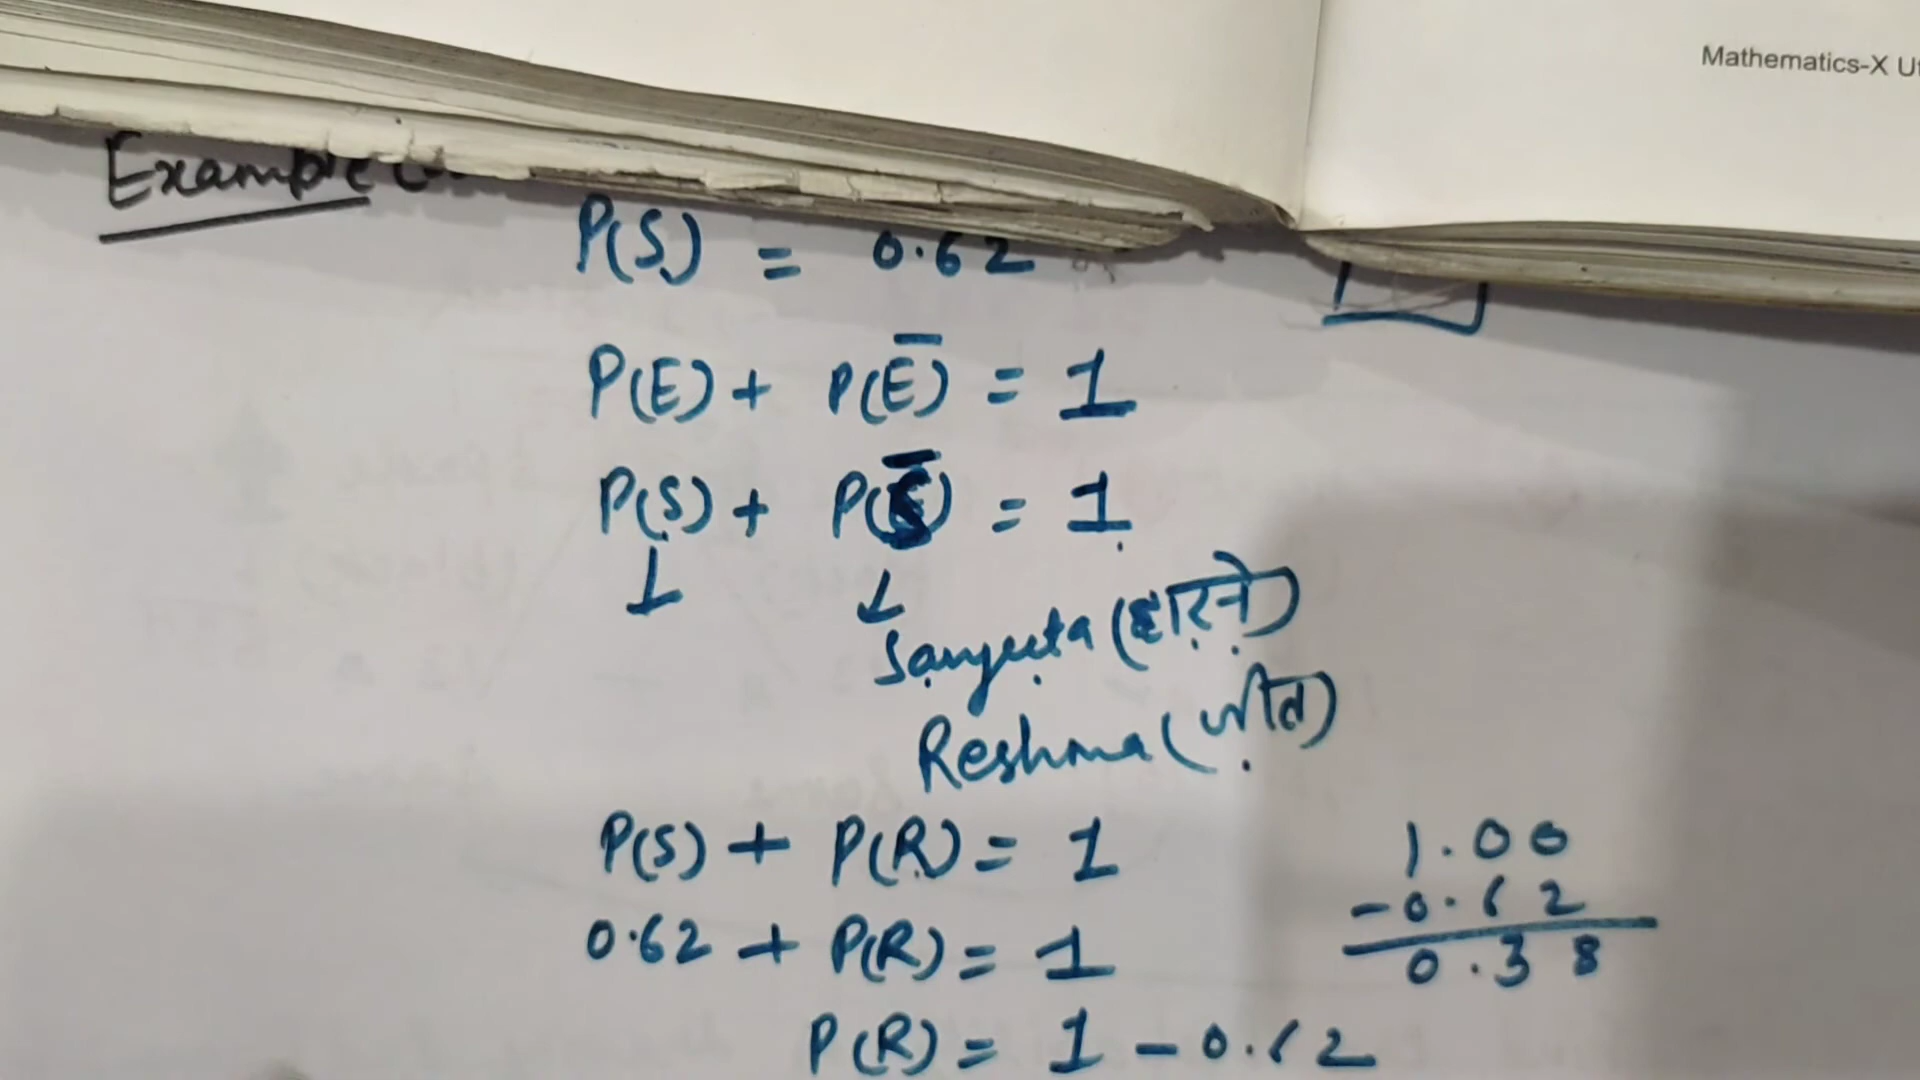 Mathematics-X
Example
P(S) = 0.62
P(E) + P(E̅) = 1
P(S) + P(S̅) = 1
Sangeeta (हारने)
Reshma (जीत)
P(S) + P(R) = 1
1.00
0.62 + P(R) = 1
-0.62
0.38
P(R) = 1 - 0.62